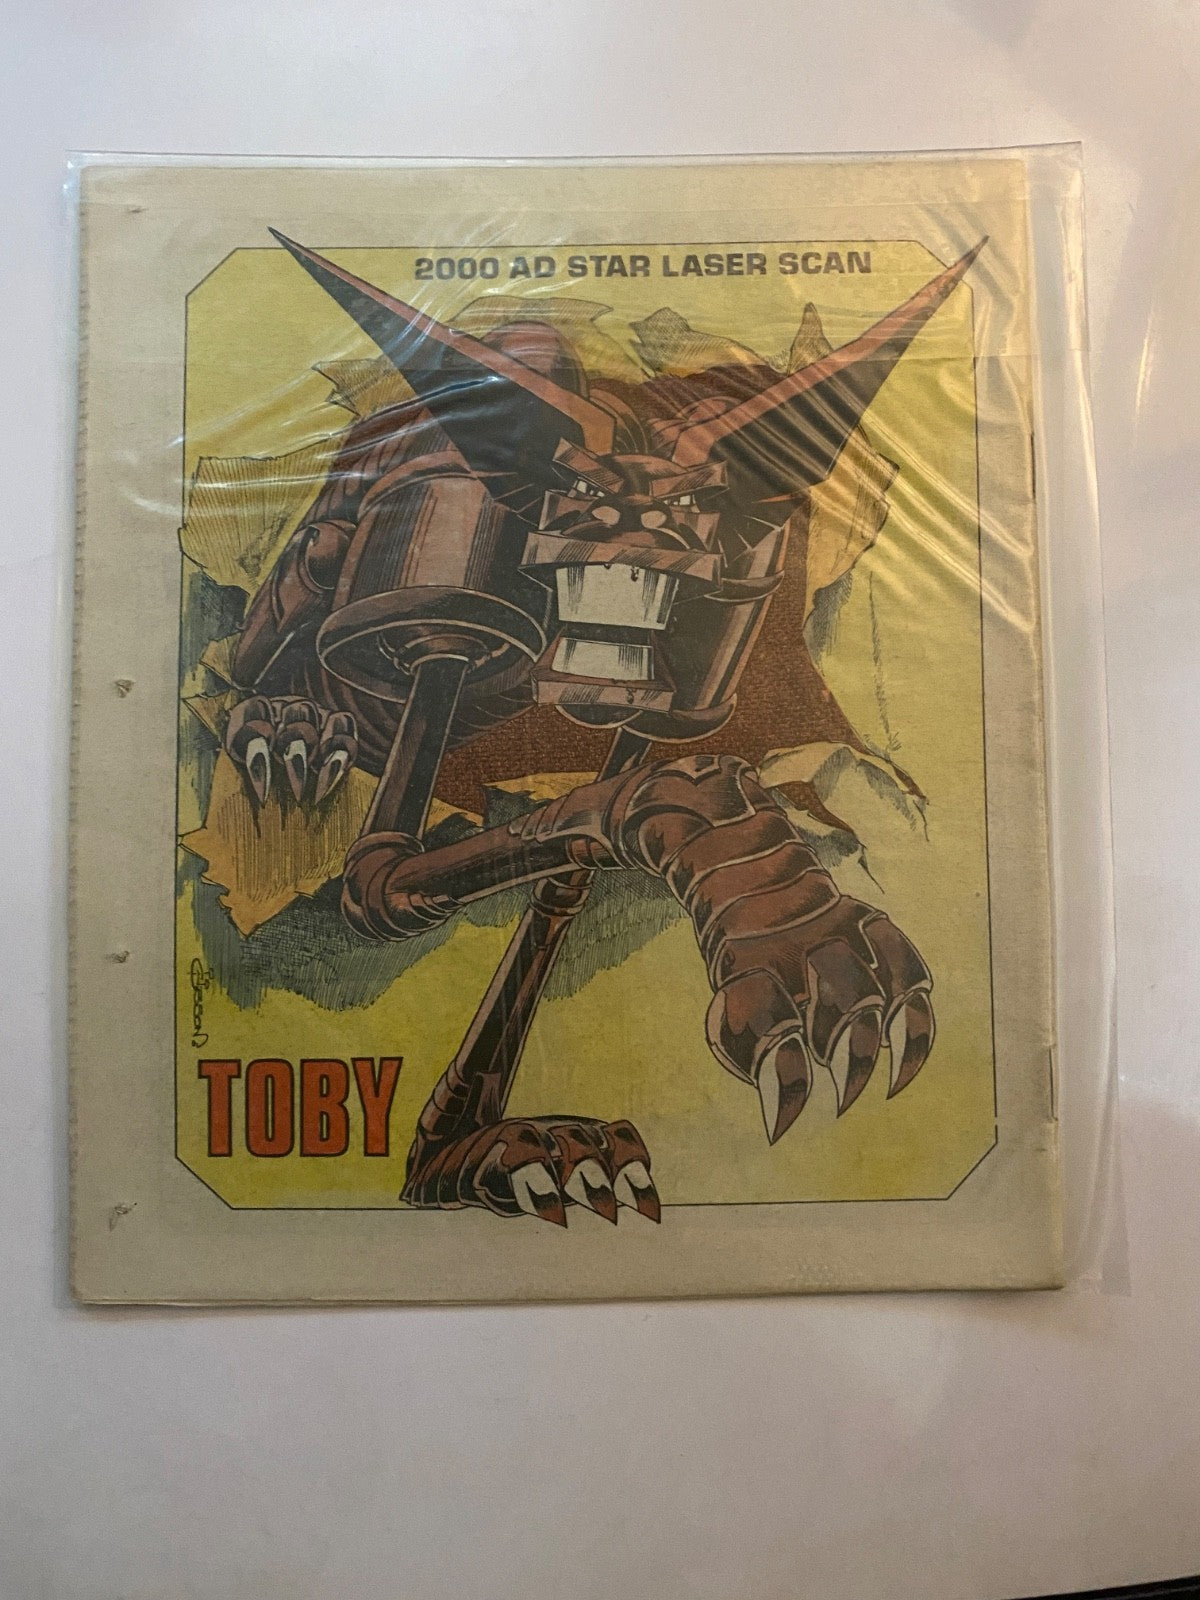 2000 AD STAR LASER SCAN
TOBY